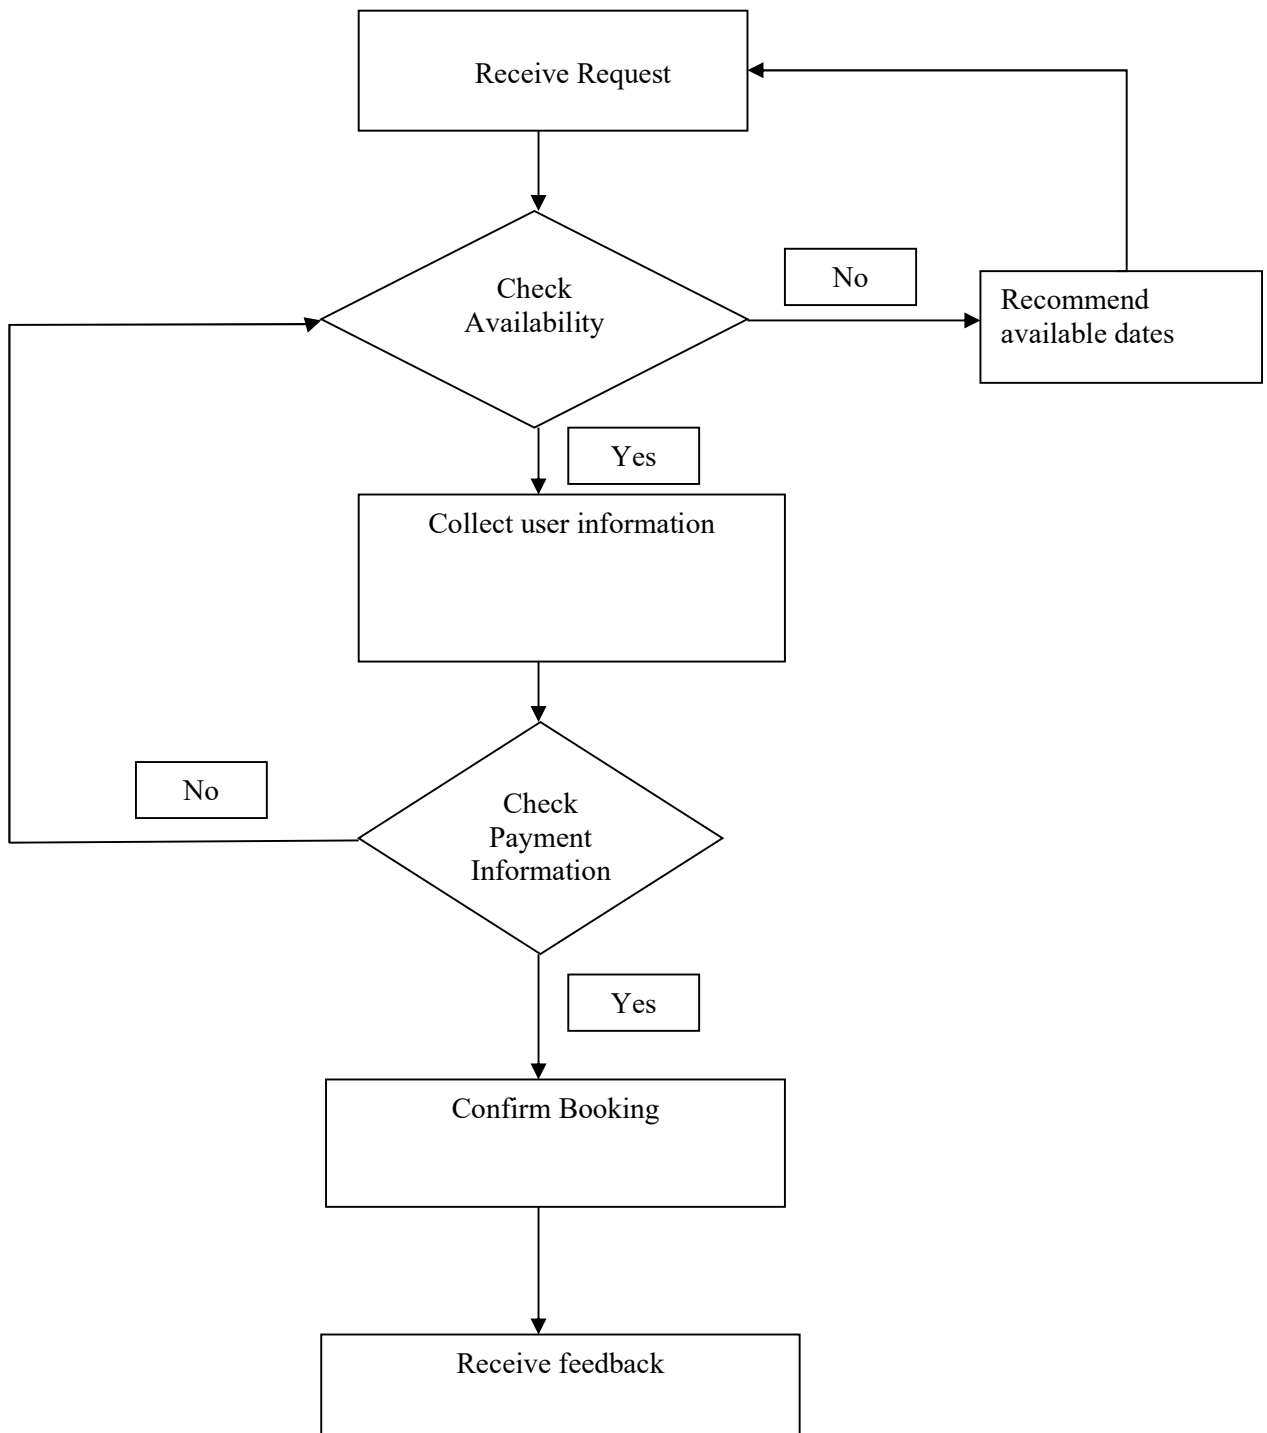 Receive Request
Check
Availability
No
Recommend
available dates
Yes
Collect user information
No
Check
Payment
Information
Yes
Confirm Booking
Receive feedback